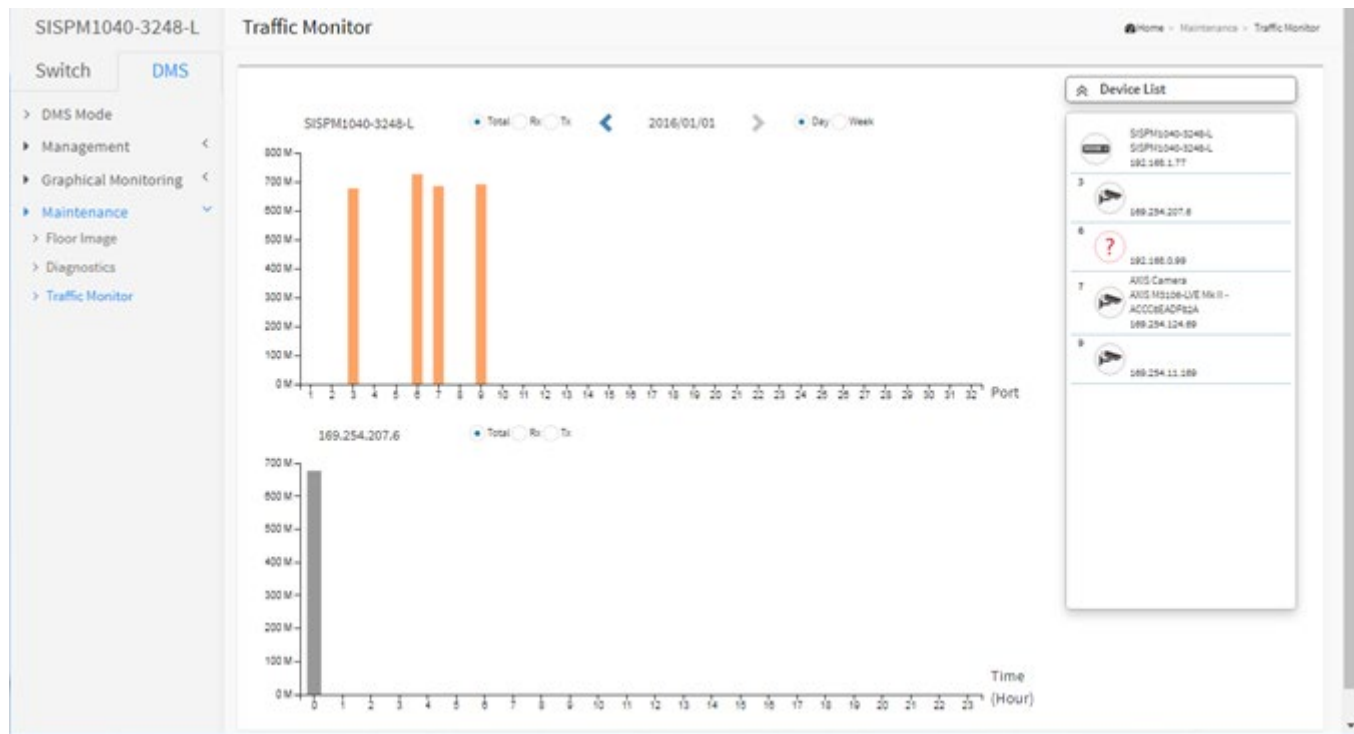 SISPM1040-3248-L
Traffic Monitor
Home - Maintenance - Traffic Monitor
Switch
DMS
DMS Mode
Management
Graphical Monitoring
Maintenance
Floor Image
Diagnostics
Traffic Monitor
SISPM1040-3248-L
Total Rx Tx
2016/01/01
Day Week
800 M
700 M
600 M
500 M
400 M
300 M
200 M
100 M
0 M
1 2 3 4 5 6 7 8 9 10 11 12 13 14 15 16 17 18 19 20 21 22 23 24 25 26 27 28 29 30 31 32 Port
169.254.207.6
Total Rx Tx
700 M
600 M
500 M
400 M
300 M
200 M
100 M
0 M
0 1 2 3 4 5 6 7 8 9 10 11 12 13 14 15 16 17 18 19 20 21 22 23
Time
(Hour)
Device List
SISPM1040-3248-L
SISPM1040-3248-L
192.168.1.77
3
169.254.207.6
6
?
192.168.0.99
7
AXIS Camera
AXIS M3106-LVE Mk II -
ACCC8EADF82A
169.254.124.69
9
169.254.11.169